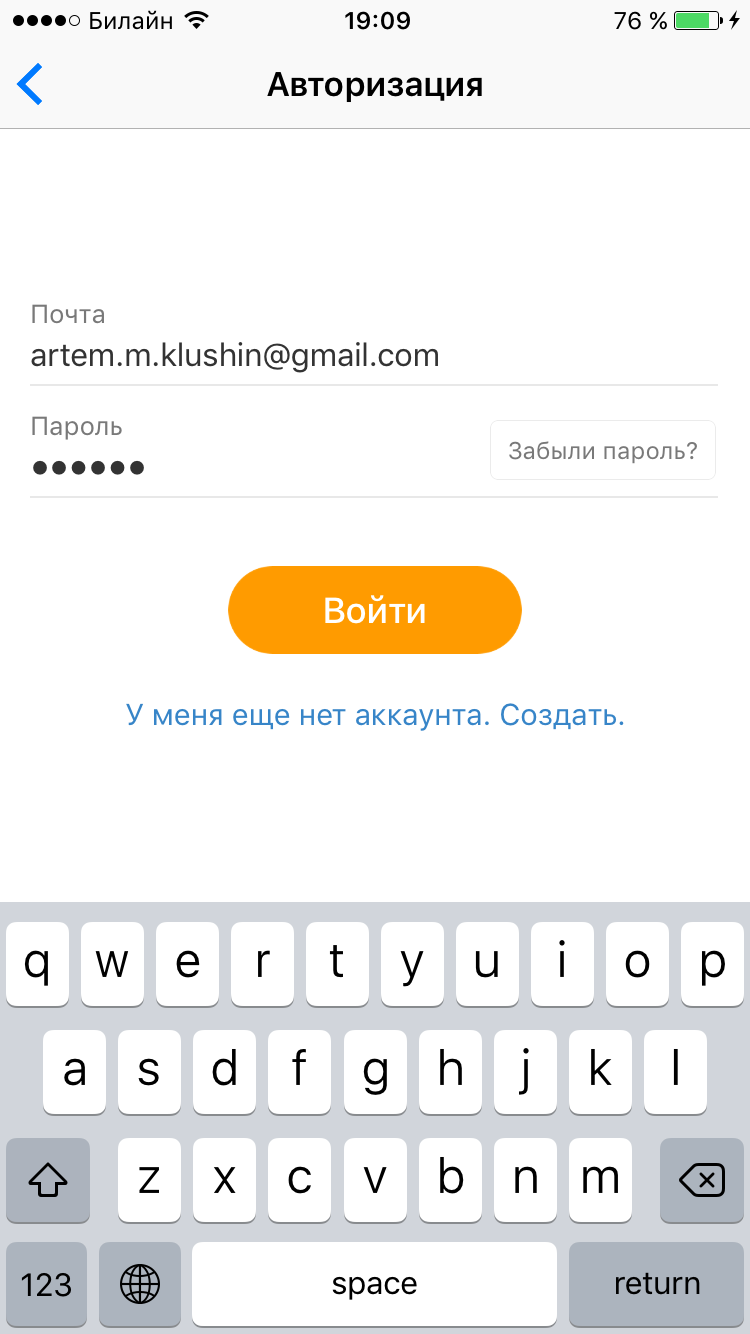 Билайн 19:09 76 %
Авторизация
Почта
artem.m.klushin@gmail.com
Пароль
Забыли пароль?
Войти
У меня еще нет аккаунта. Создать.
q w e r t y u i o p
a s d f g h j k l
z x c v b n m
123 space return